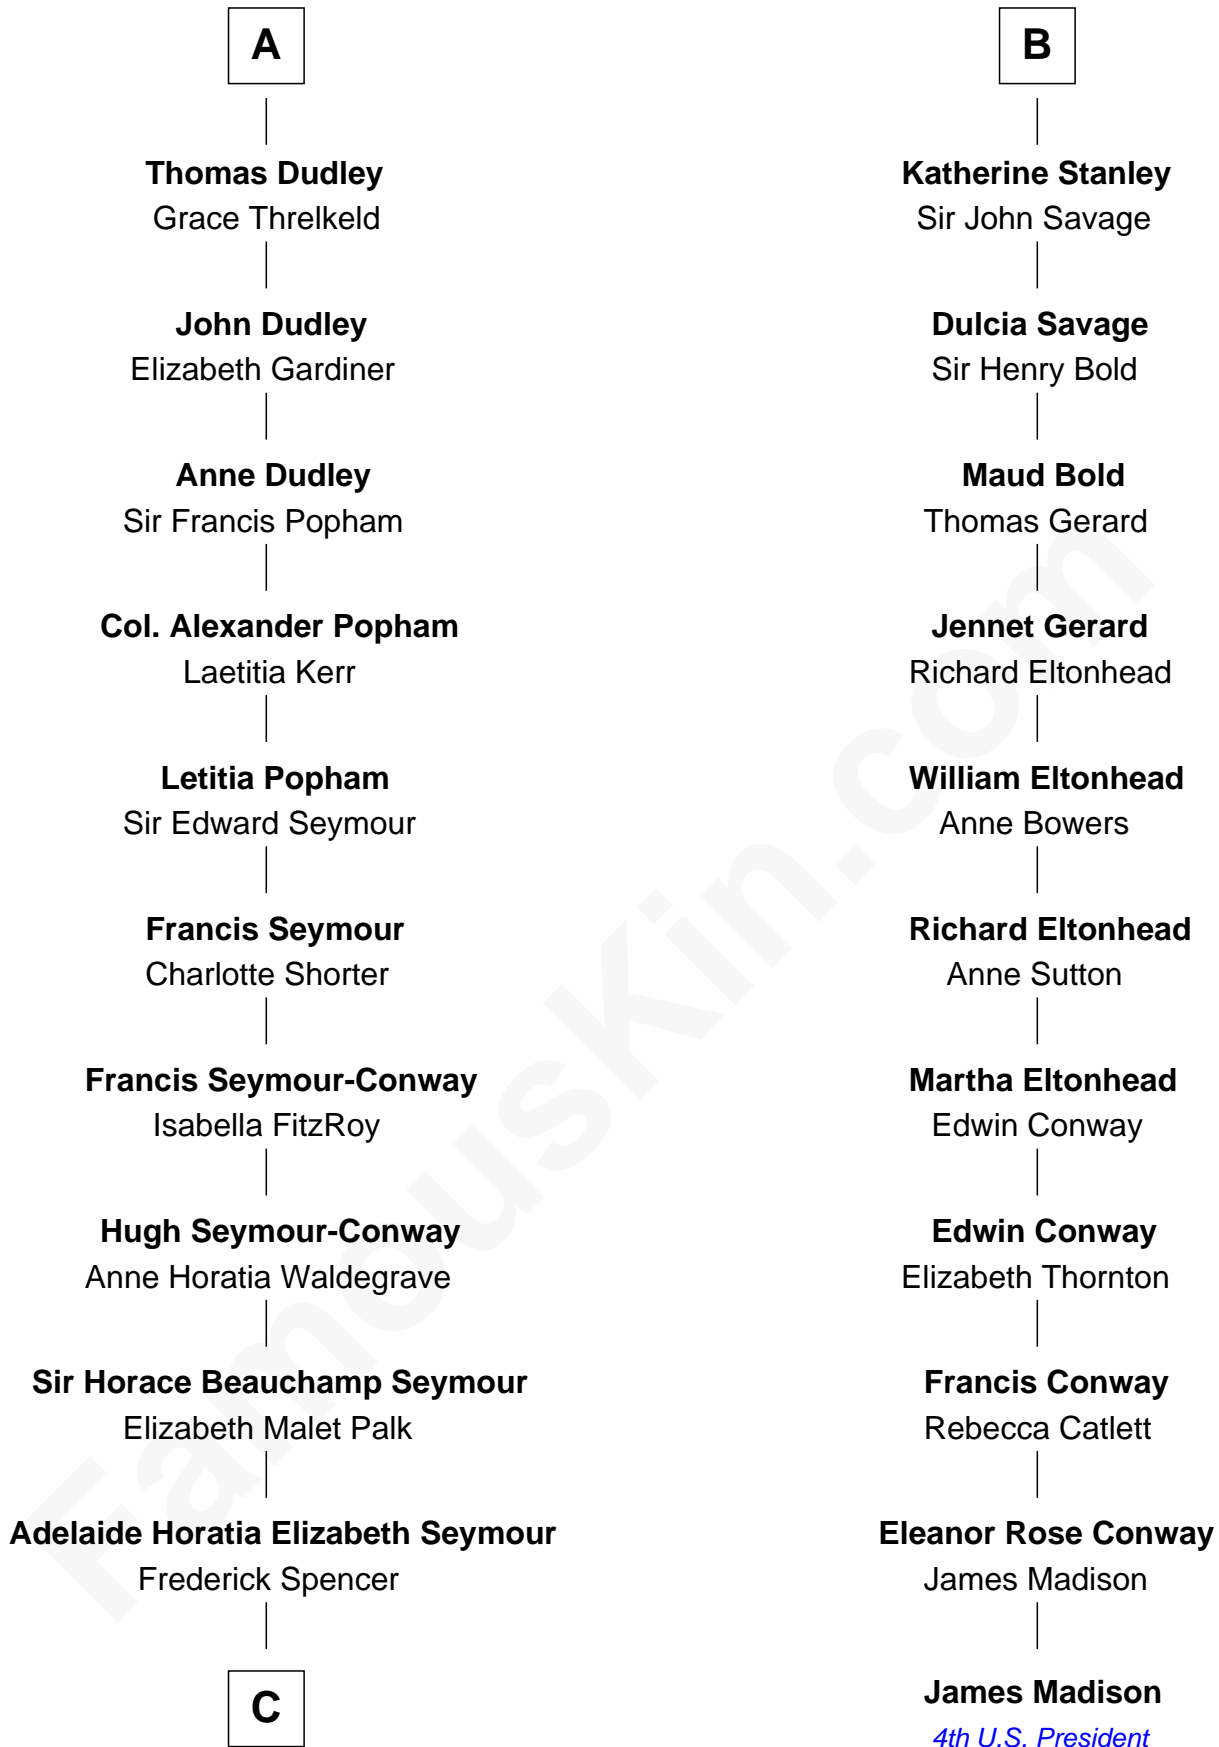 A
Thomas Dudley
Grace Threlkeld
John Dudley
Elizabeth Gardiner
Anne Dudley
Sir Francis Popham
Col. Alexander Popham
Laetitia Kerr
Letitia Popham
Sir Edward Seymour
Francis Seymour
Charlotte Shorter
Francis Seymour-Conway
Isabella FitzRoy
Hugh Seymour-Conway
Anne Horatia Waldegrave
Sir Horace Beauchamp Seymour
Elizabeth Malet Palk
Adelaide Horatia Elizabeth Seymour
Frederick Spencer
C
B
Katherine Stanley
Sir John Savage
Dulcia Savage
Sir Henry Bold
Maud Bold
Thomas Gerard
Jennet Gerard
Richard Eltonhead
William Eltonhead
Anne Bowers
Richard Eltonhead
Anne Sutton
Martha Eltonhead
Edwin Conway
Edwin Conway
Elizabeth Thornton
Francis Conway
Rebecca Catlett
Eleanor Rose Conway
James Madison
James Madison
4th U.S. President
FamousKin.com